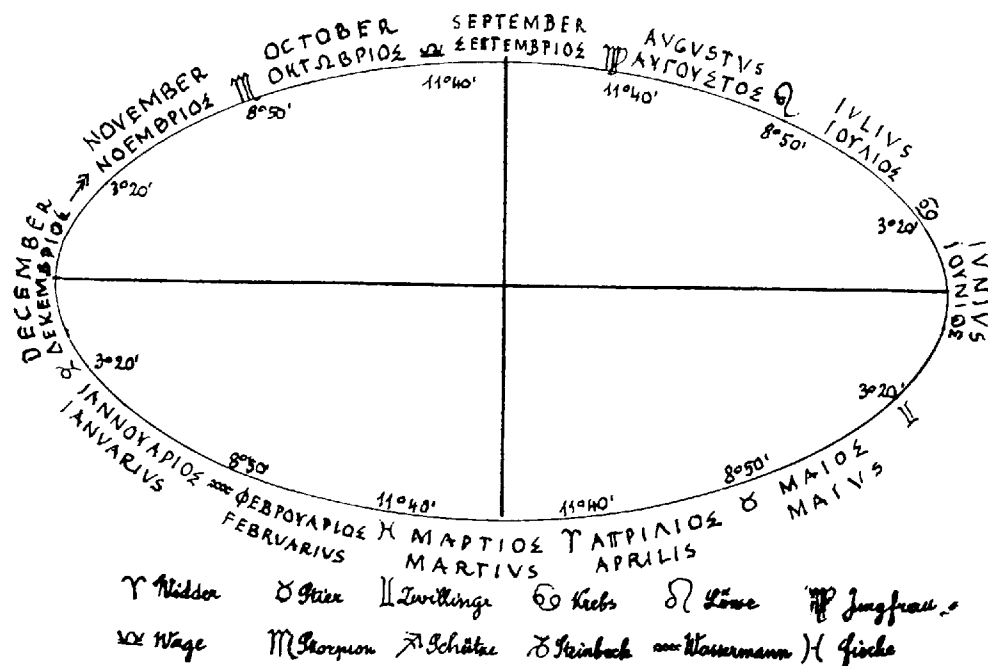 SEPTEMBER
ΣΕΠΤΕΜΒΡΙΟΣ
♍
AVGVSTVS
ΑΥΓΟΥΣΤΟΣ
♌
IVLIVS
ΙΟΥΛΙΟΣ
♋
IVNIVS
ΙΟΥΝΙΟΣ
♊
ΜΑΙΟΣ
MAIVS
♉
ΑΠΡΙΛΙΟΣ
APRILIS
♈
ΜΑΡΤΙΟΣ
MARTIVS
♓
ΦΕΒΡΟΥΑΡΙΟΣ
FEBRVARIVS
♒
ΙΑΝΝΟΥΑΡΙΟΣ
IANVARIVS
♑
DECEMBER
ΔΕΚΕΜΒΡΙΟΣ
♐
NOVEMBER
ΝΟΕΜΒΡΙΟΣ
♏
OCTOBER
ΟΚΤΩΒΡΙΟΣ
♎
11°40'
11°40'
8°50'
8°50'
3°20'
3°20'
3°20'
3°20'
8°50'
8°50'
11°40'
11°40'
♈ Widder ♉ Stier ♊ Zwillinge ♋ Krebs ♌ Löwe ♍ Jungfrau
♎ Wage ♏ Skorpion ♐ Schütze ♑ Steinbock ♒ Wassermann ♓ Fische